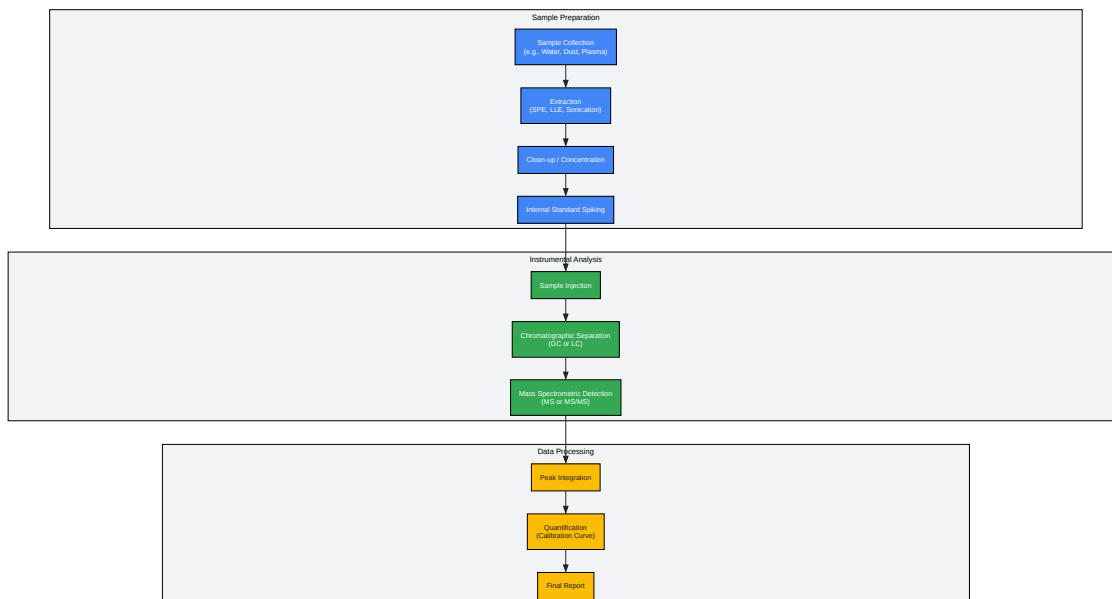 Sample Preparation
Sample Collection
(e.g., Water, Dust, Plasma)
Extraction
(SPE, LLE, Sonication)
Clean-up / Concentration
Internal Standard Spiking
Instrumental Analysis
Sample Injection
Chromatographic Separation
(GC or LC)
Mass Spectrometric Detection
(MS or MS/MS)
Data Processing
Peak Integration
Quantification
(Calibration Curve)
Final Report